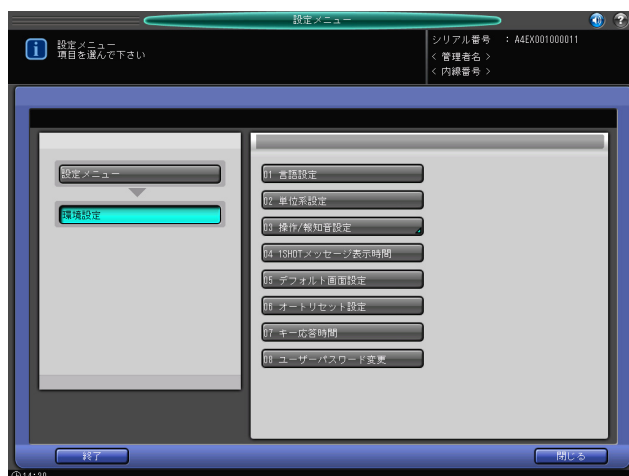 設定メニュー
設定メニュー
項目を選んで下さい
シリアル番号 : A4EX001000011
< 管理者名 >
< 内線番号 >
設定メニュー
環境設定
01 言語設定
02 単位系設定
03 操作/報知音設定
04 1SHOTメッセージ表示時間
05 デフォルト画面設定
06 オートリセット設定
07 キー応答時間
08 ユーザーパスワード変更
終了
閉じる
14:20